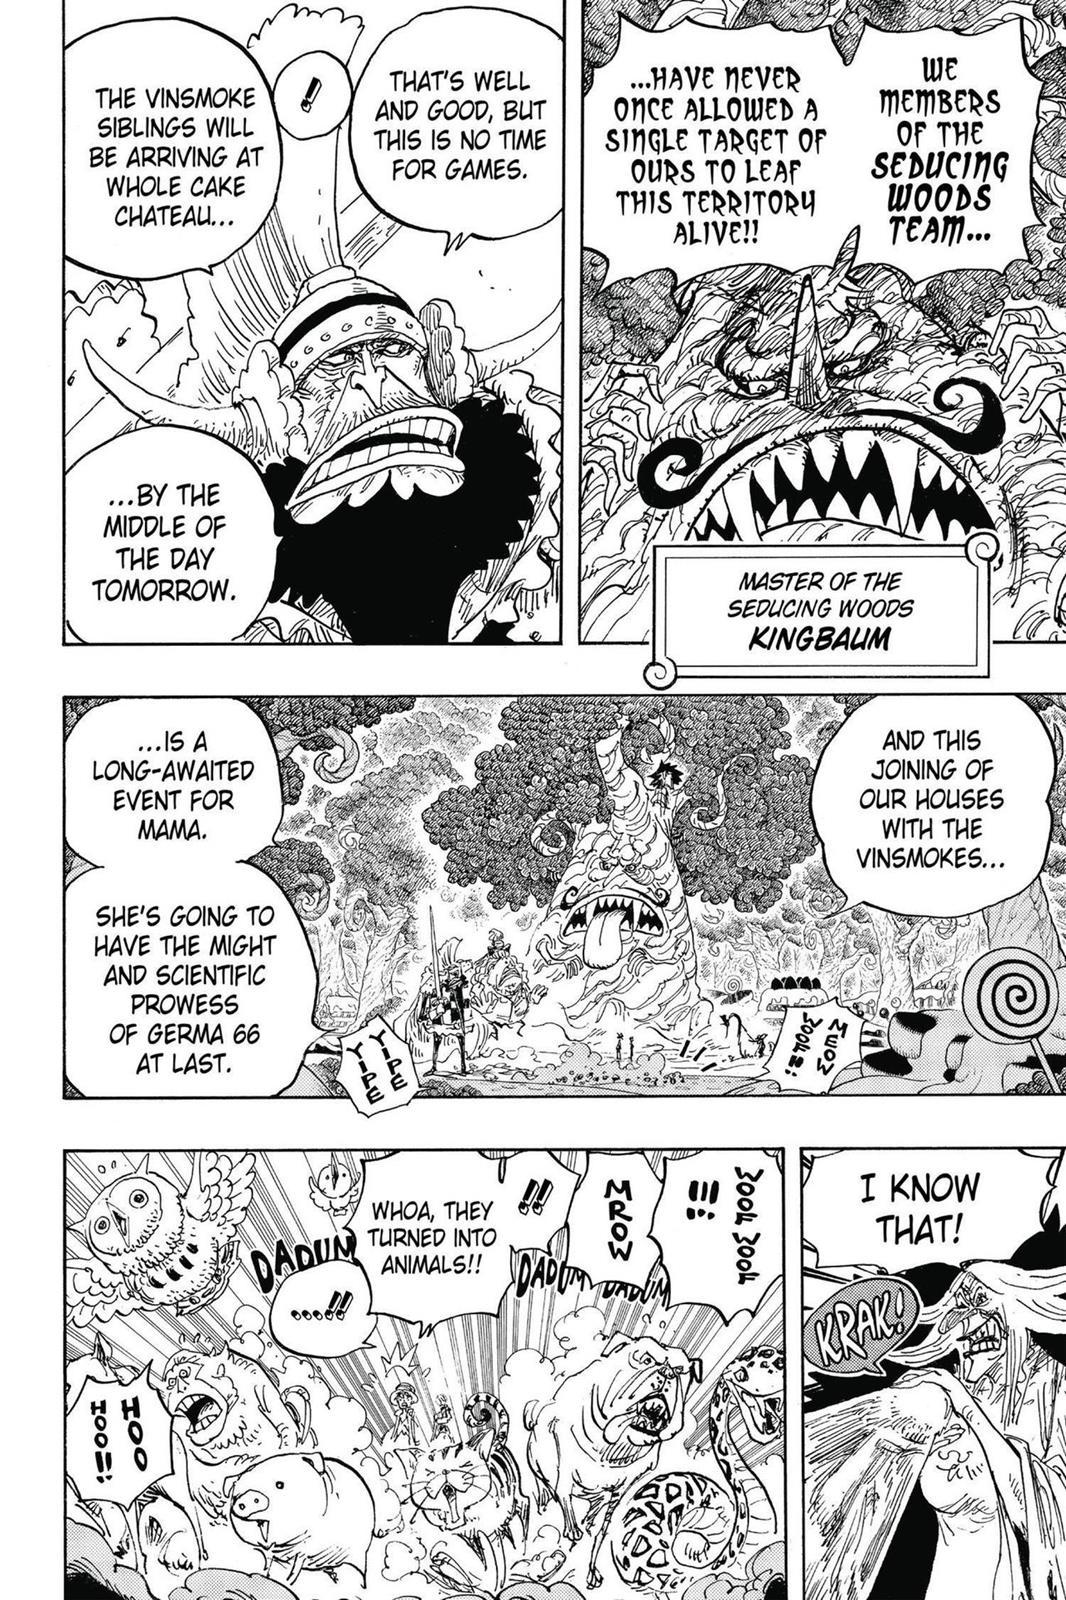 WE
MEMBERS
OF THE
SEDUCING
WOODS
TEAM...
...HAVE NEVER
ONCE ALLOWED A
SINGLE TARGET OF
OURS TO LEAF
THIS TERRITORY
ALIVE!!
MASTER OF THE
SEDUCING WOODS
KINGBAUM
THAT'S WELL
AND GOOD, BUT
THIS IS NO TIME
FOR GAMES.
!!
THE VINSMOKE
SIBLINGS WILL
BE ARRIVING AT
WHOLE CAKE
CHATEAU...
...BY THE
MIDDLE OF
THE DAY
TOMORROW.
AND THIS
JOINING OF
OUR HOUSES
WITH THE
VINSMOKES...
...IS A
LONG-AWAITED
EVENT FOR
MAMA.
SHE'S GOING TO
HAVE THE MIGHT
AND SCIENTIFIC
PROWESS
OF GERMA 66
AT LAST.
MEOW
WOOF!!
YIPE
YIPE
I KNOW
THAT!
KRAK!
WOOF WOOF
!!!
MROW
!!
WHOA, THEY
TURNED INTO
ANIMALS!!
DADUM DADUM
DADUM
....!!
HOO
HOO!!